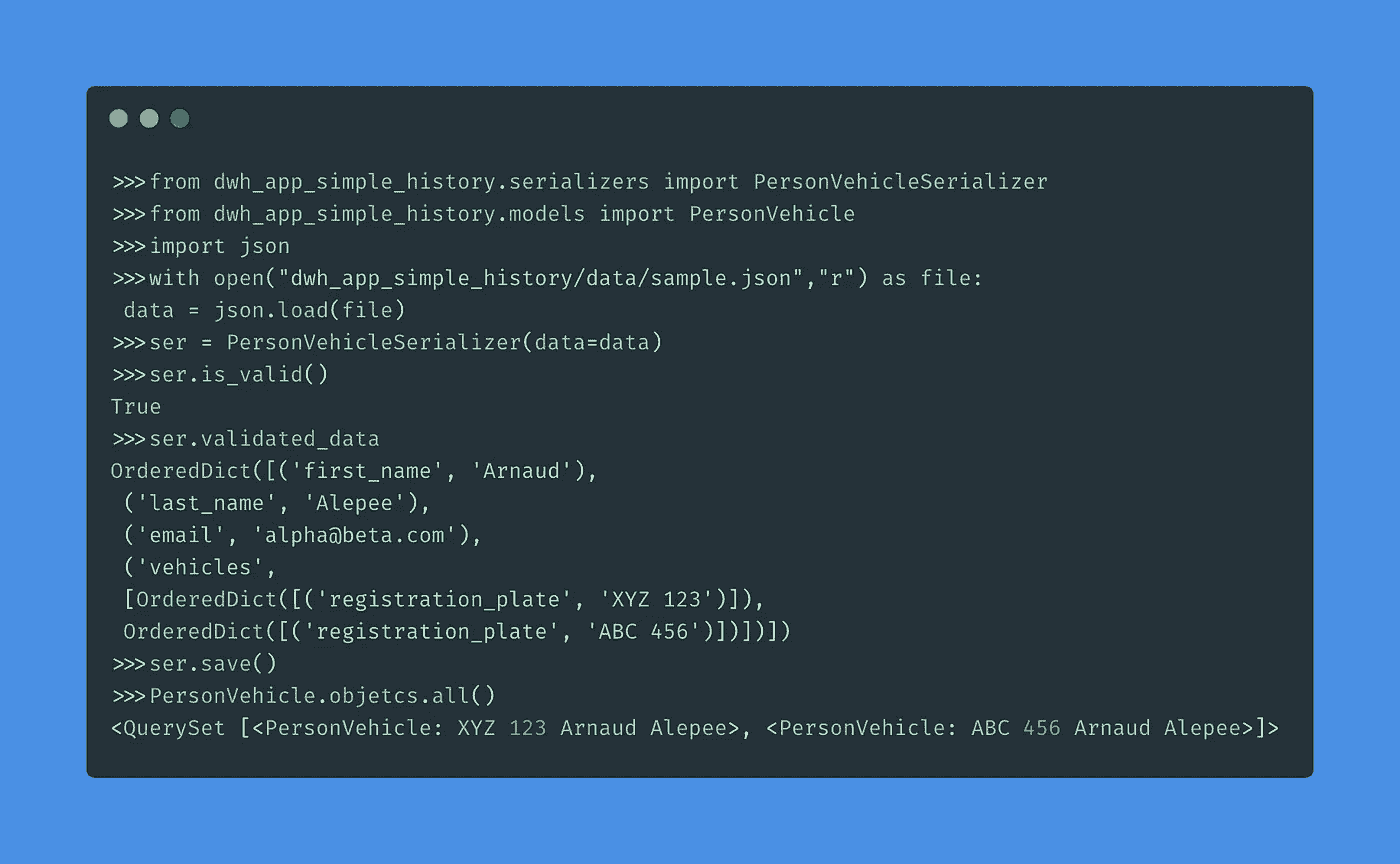 >>>from dwh_app_simple_history.serializers import PersonVehicleSerializer
>>>from dwh_app_simple_history.models import PersonVehicle
>>>import json
>>>with open("dwh_app_simple_history/data/sample.json","r") as file:
 data = json.load(file)
>>>ser = PersonVehicleSerializer(data=data)
>>>ser.is_valid()
True
>>>ser.validated_data
OrderedDict([('first_name', 'Arnaud'),
 ('last_name', 'Alepee'),
 ('email', 'alpha@beta.com'),
 ('vehicles',
 [OrderedDict([('registration_plate', 'XYZ 123')]),
 OrderedDict([('registration_plate', 'ABC 456')])])])
>>>ser.save()
>>>PersonVehicle.objetcs.all()
<QuerySet [<PersonVehicle: XYZ 123 Arnaud Alepee>, <PersonVehicle: ABC 456 Arnaud Alepee>]>